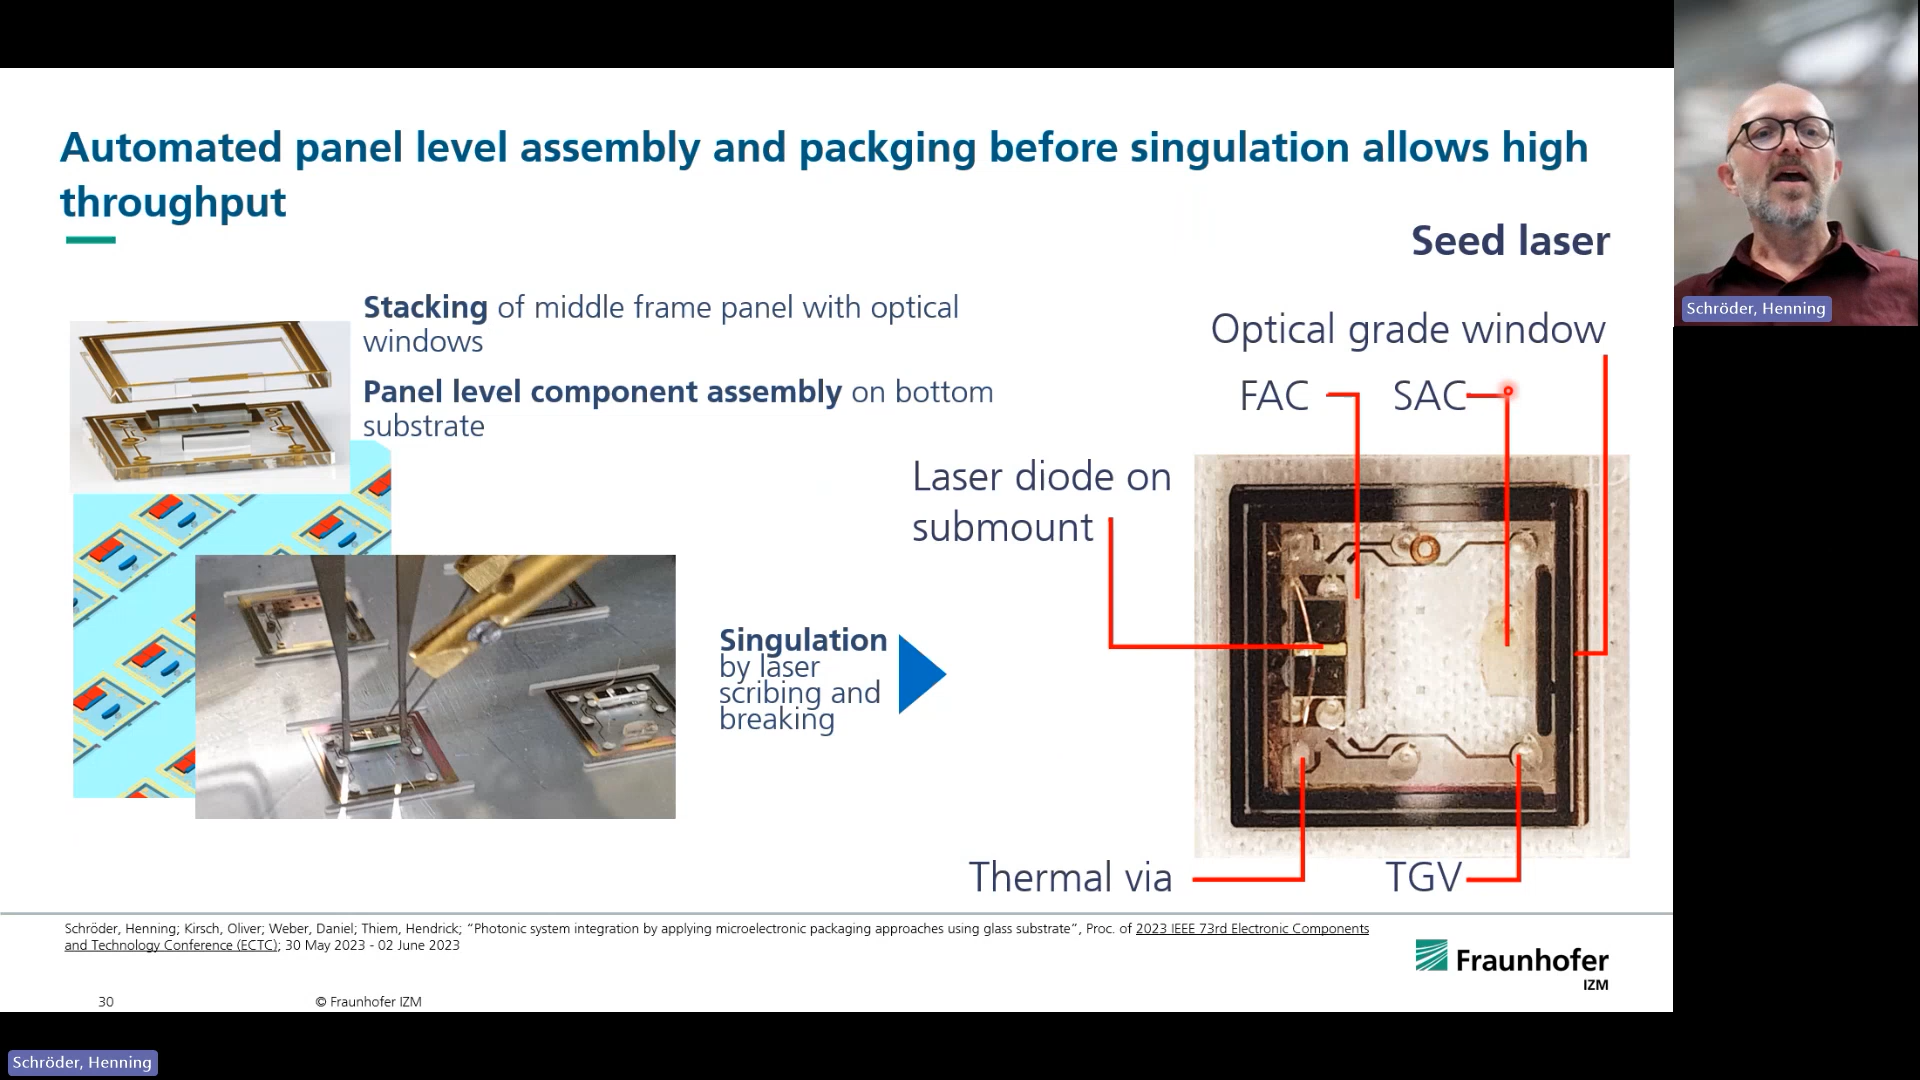 Automated panel level assembly and packging before singulation allows high
throughput
Seed laser
Stacking of middle frame panel with optical
windows
Panel level component assembly on bottom
substrate
Optical grade window
FAC
SAC
Laser diode on
submount
Singulation
by laser
scribing and
breaking
Thermal via
TGV
Schröder, Henning; Kirsch, Oliver; Weber, Daniel; Thiem, Hendrick; “Photonic system integration by applying microelectronic packaging approaches using glass substrate”, Proc. of 2023 IEEE 73rd Electronic Components
and Technology Conference (ECTC); 30 May 2023 - 02 June 2023
Fraunhofer
IZM
30
© Fraunhofer IZM
Schröder, Henning
Schröder, Henning